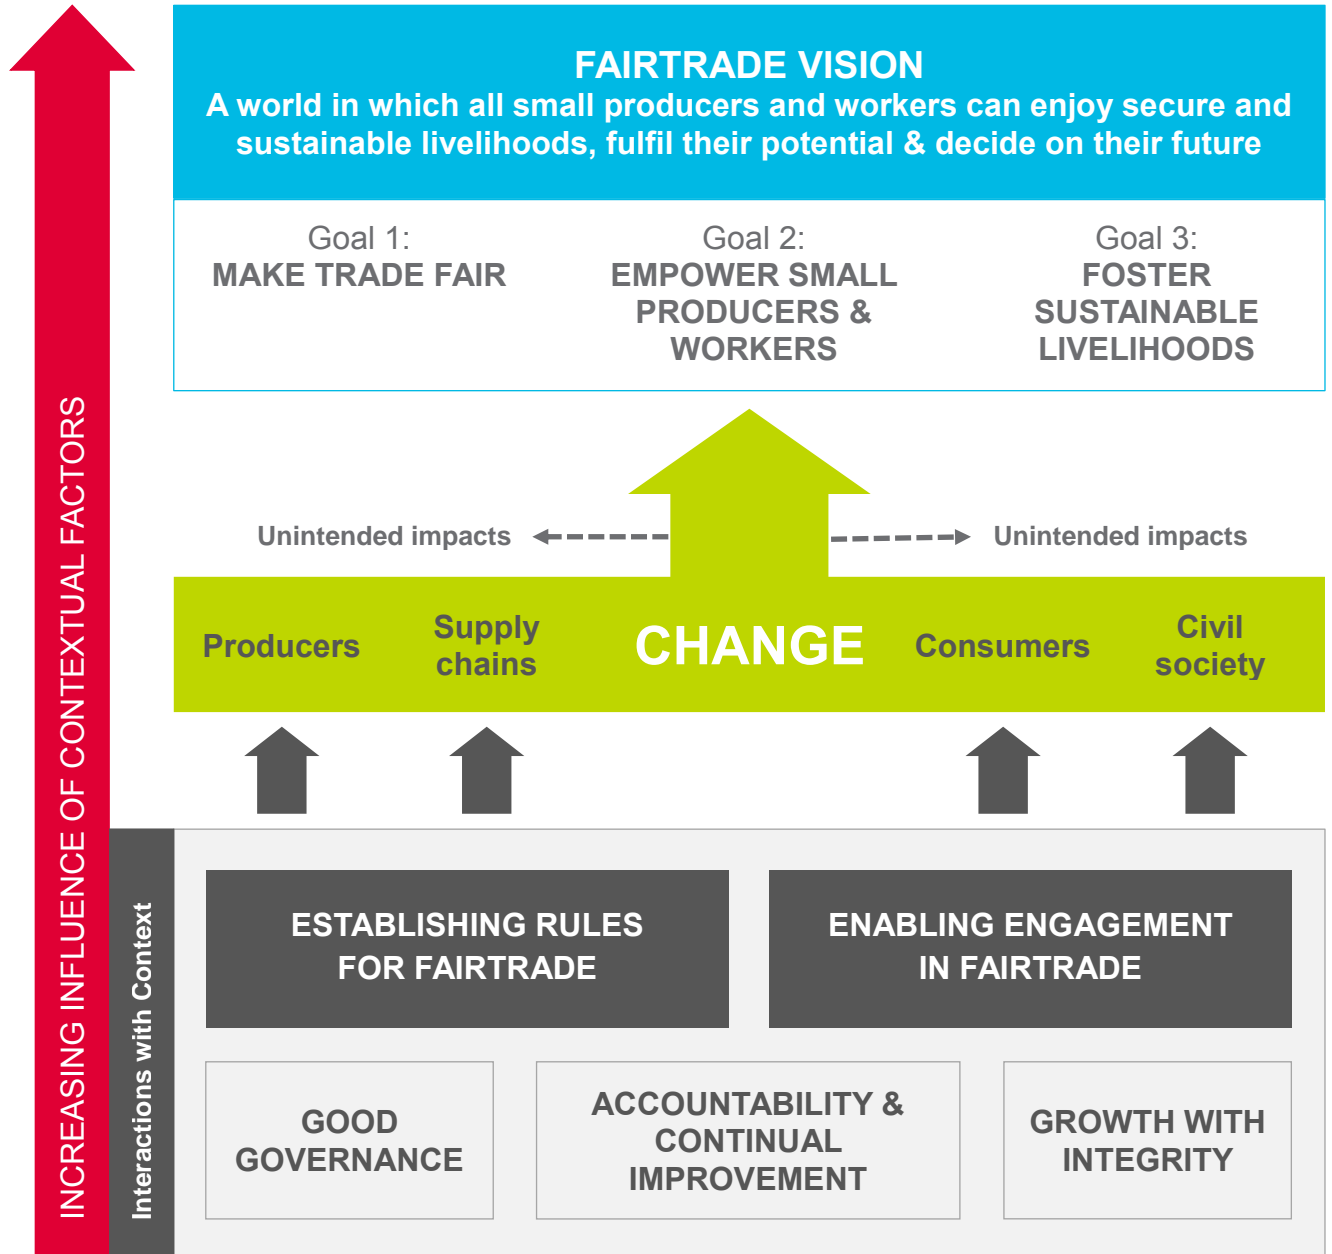 FAIRTRADE VISION
A world in which all small producers and workers can enjoy secure and
sustainable livelihoods, fulfil their potential & decide on their future
Goal 1:
MAKE TRADE FAIR
Goal 2:
EMPOWER SMALL
PRODUCERS &
WORKERS
Goal 3:
FOSTER
SUSTAINABLE
LIVELIHOODS
INCREASING INFLUENCE OF CONTEXTUAL FACTORS
Unintended impacts
Unintended impacts
Producers
Supply
chains
CHANGE
Consumers
Civil
society
Interactions with Context
ESTABLISHING RULES
FOR FAIRTRADE
ENABLING ENGAGEMENT
IN FAIRTRADE
GOOD
GOVERNANCE
ACCOUNTABILITY &
CONTINUAL
IMPROVEMENT
GROWTH WITH
INTEGRITY